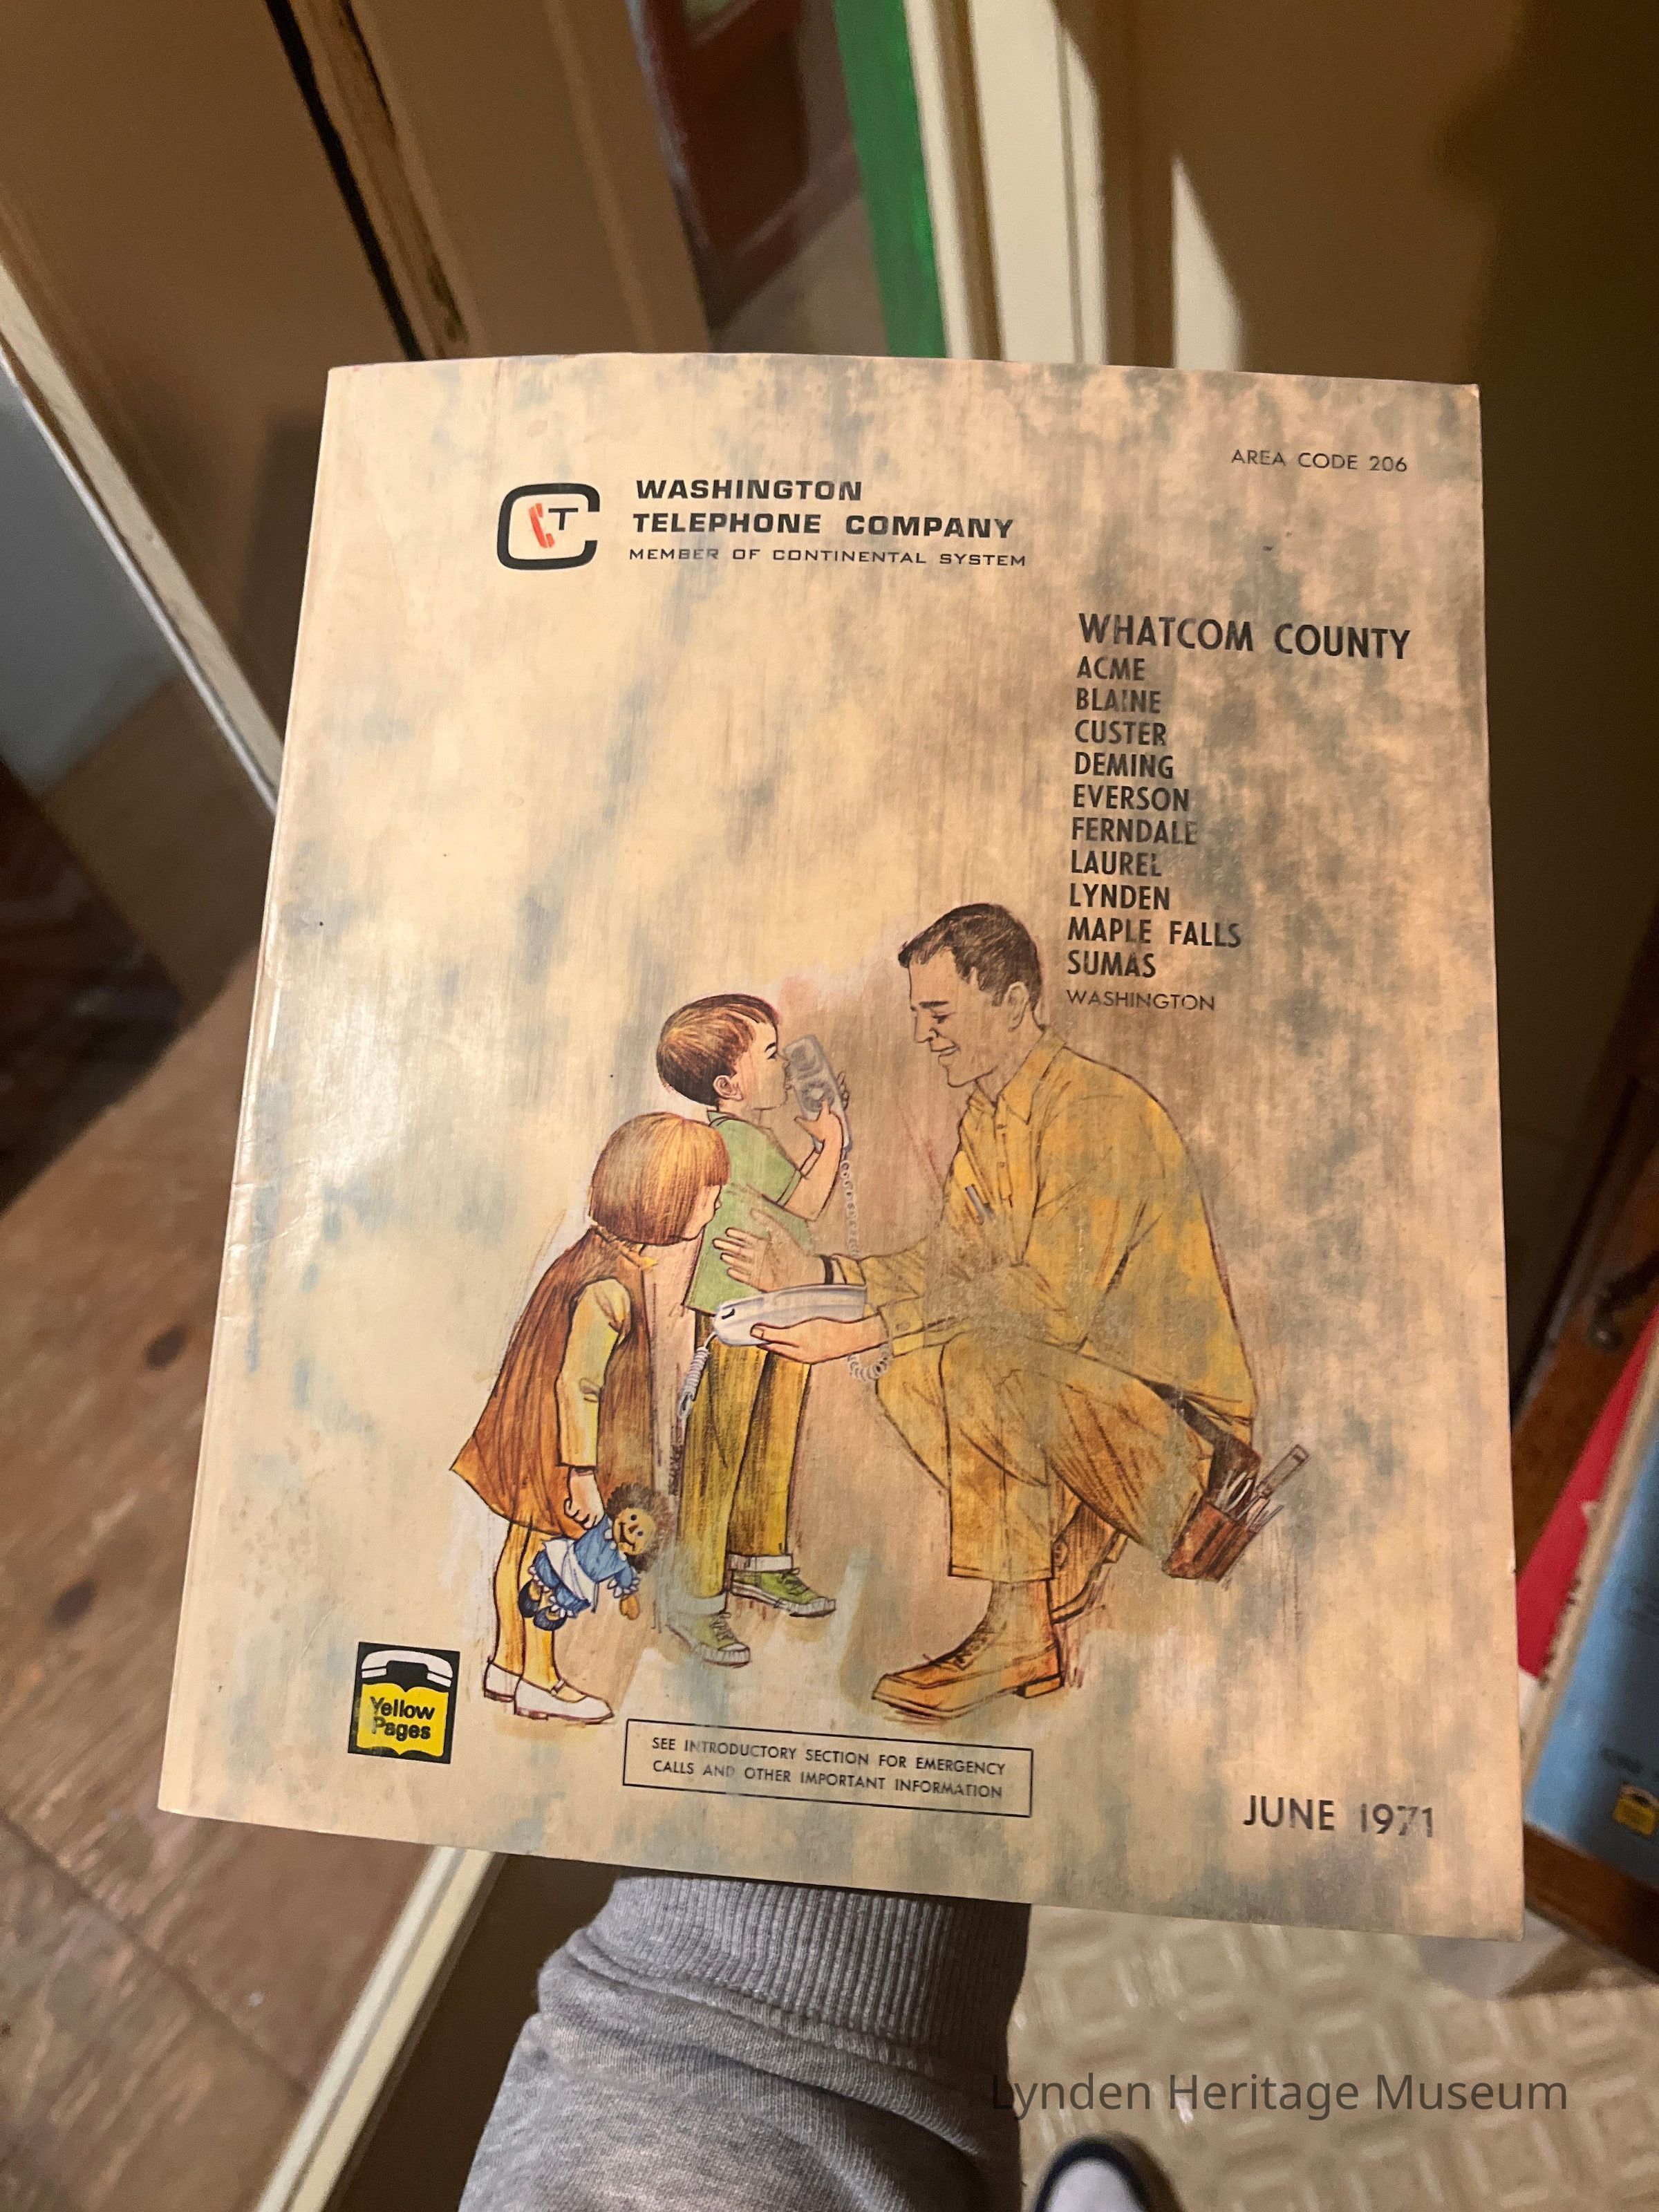 AREA CODE 206
T
WASHINGTON
TELEPHONE COMPANY
MEMBER OF CONTINENTAL SYSTEM
WHATCOM COUNTY
ACME
BLAINE
CUSTER
DEMING
EVERSON
FERNDALE
LAUREL
LYNDEN
MAPLE FALLS
SUMAS
WASHINGTON
Yellow
Pages
SEE INTRODUCTORY SECTION FOR EMERGENCY
CALLS AND OTHER IMPORTANT INFORMATION
JUNE 1971
Lynden Heritage Museum